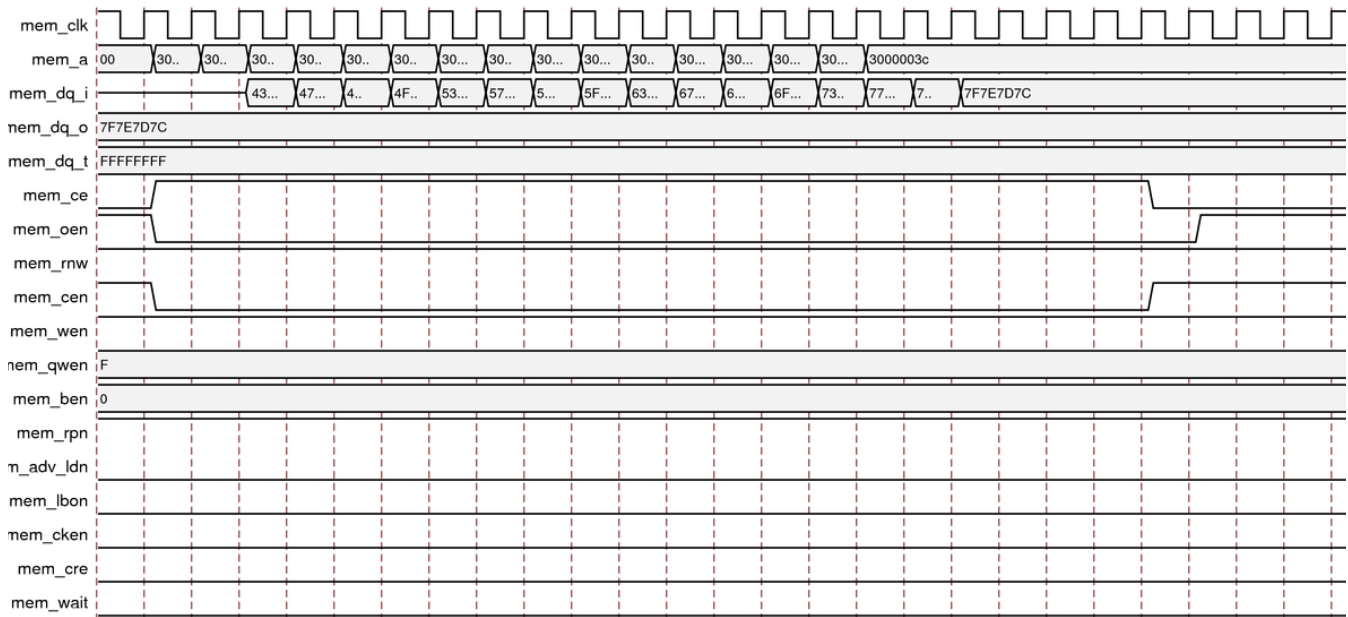 mem_clk
mem_a 00 30.. 30.. 30.. 30.. 30.. 30.. 30... 30... 30.. 30... 30.. 30... 30... 30... 30... 3000003c
mem_dq_i 43... 47... 4.. 4F.. 53... 57... 5... 5F... 63... 67... 6... 6F... 73.. 77... 7.. 7F7E7D7C
nem_dq_o 7F7E7D7C
mem_dq_t FFFFFFFF
mem_ce
mem_oen
mem_rnw
mem_cen
mem_wen
nem_qwen F
mem_ben 0
mem_rpn
n_adv_ldn
mem_lbon
nem_cken
mem_cre
mem_wait